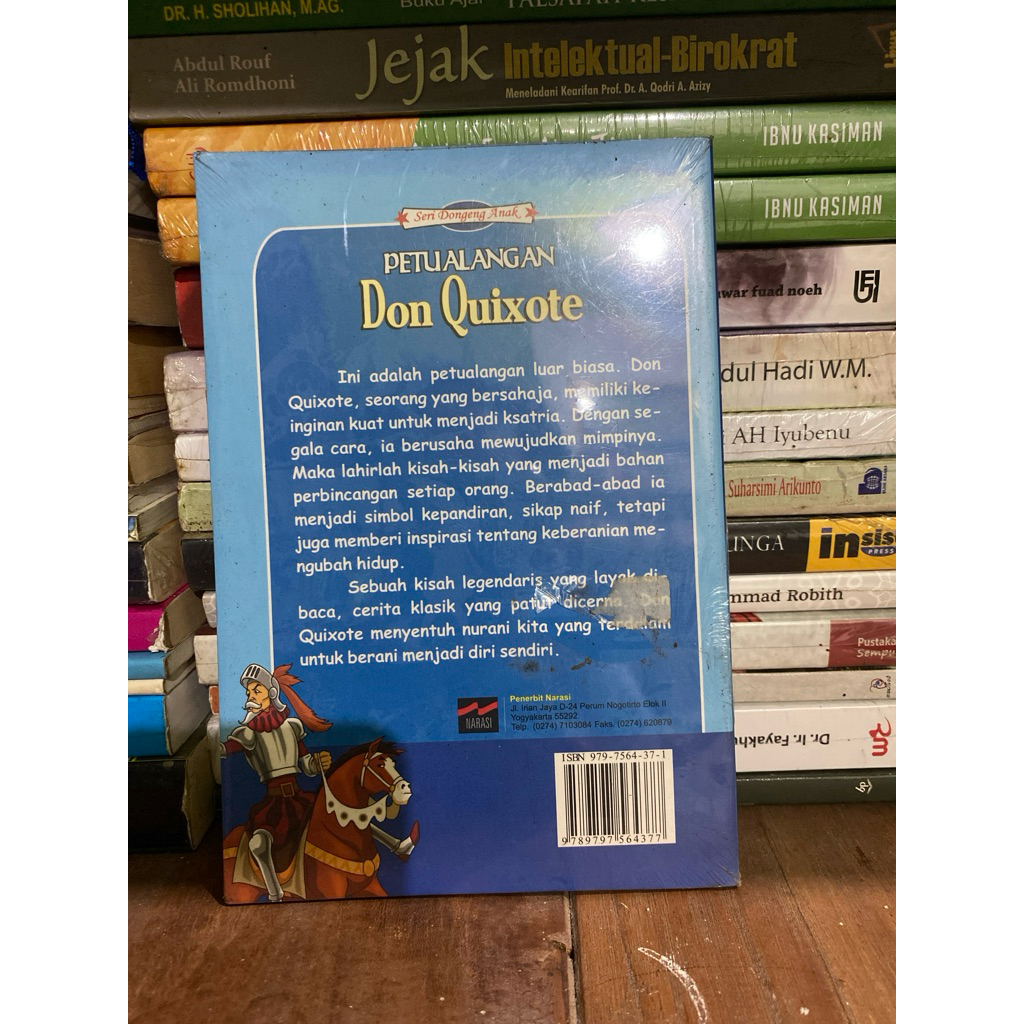 DR. H. SHOLIHAN, M.AG.
Buku Ajar
Abdul Rouf
Ali Romdhoni
Jejak Intelektual-Birokrat
Meneladani Kearifan Prof. Dr. A. Qodri A. Azizy
IBNU KASIMAN
IBNU KASIMAN
fuad noeh
Hadi W.M.
AH Iyubenu
Suharsimi Arikunto
insis
PRESS
Robith
Pustaka
Dr. Ir.
Seri Dongeng Anak
PETUALANGAN
Don Quixote
Ini adalah petualangan luar biasa. Don
Quixote, seorang yang bersahaja, memiliki ke-
inginan kuat untuk menjadi ksatria. Dengan se-
gala cara, ia berusaha mewujudkan mimpinya.
Maka lahirlah kisah-kisah yang menjadi bahan
perbincangan setiap orang. Berabad-abad ia
menjadi simbol kepandiran, sikap naif, tetapi
juga memberi inspirasi tentang keberanian me-
ngubah hidup.
Sebuah kisah legendaris yang layak di-
baca, cerita klasik yang patut dicerna. Don
Quixote menyentuh nurani kita yang terdalam
untuk berani menjadi diri sendiri.
NARASI
Penerbit Narasi
Jl. Irian Jaya D-24 Perum Nogotirto Elok II
Yogyakarta 55292
Telp. (0274) 7103084 Faks. (0274) 620879
ISBN 979-7564-37-1
9 789797 564377